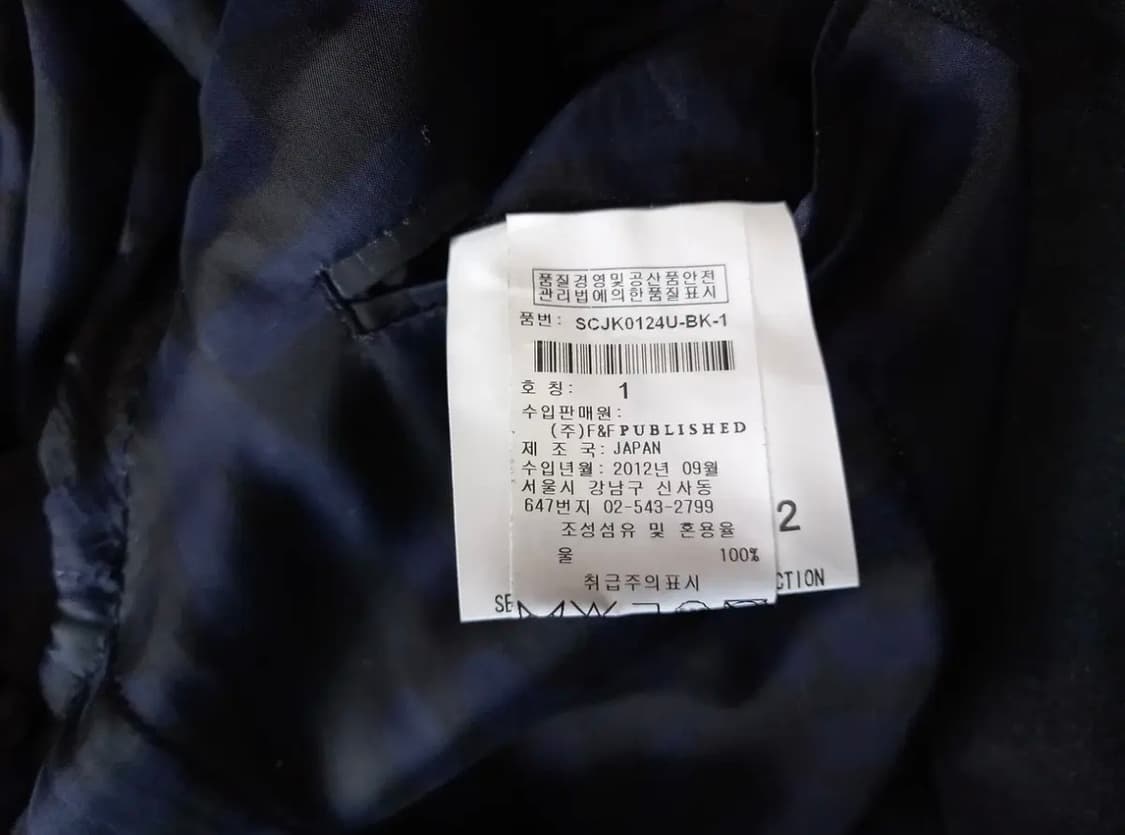 품질경영및공산품안전
관리법에의한품질표시
품번: SCJK0124U-BK-1
호 칭: 1
수입판매원:
(주)F&F PUBLISHED
제 조 국: JAPAN
수입년월: 2012년 09월
서울시 강남구 신사동
647번지 02-543-2799
조성섬유 및 혼용율
울 100%
취급주의표시
2